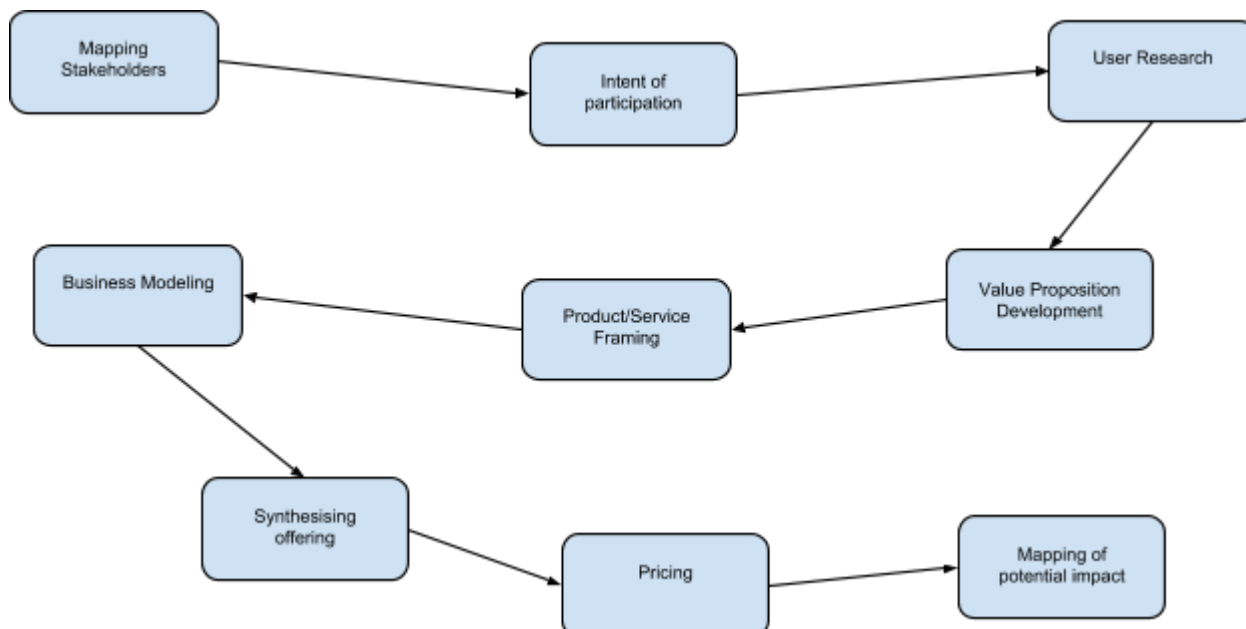 Mapping
Stakeholders
Intent of
participation
User Research
Value Proposition
Development
Product/Service
Framing
Business Modeling
Synthesising
offering
Pricing
Mapping of
potential impact